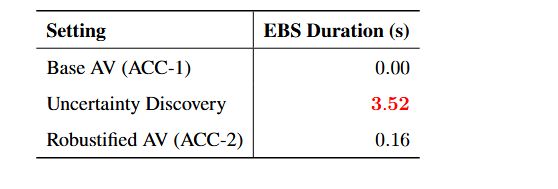 Setting EBS Duration (s)
Base AV (ACC-1) 0.00
Uncertainty Discovery 3.52
Robustified AV (ACC-2) 0.16